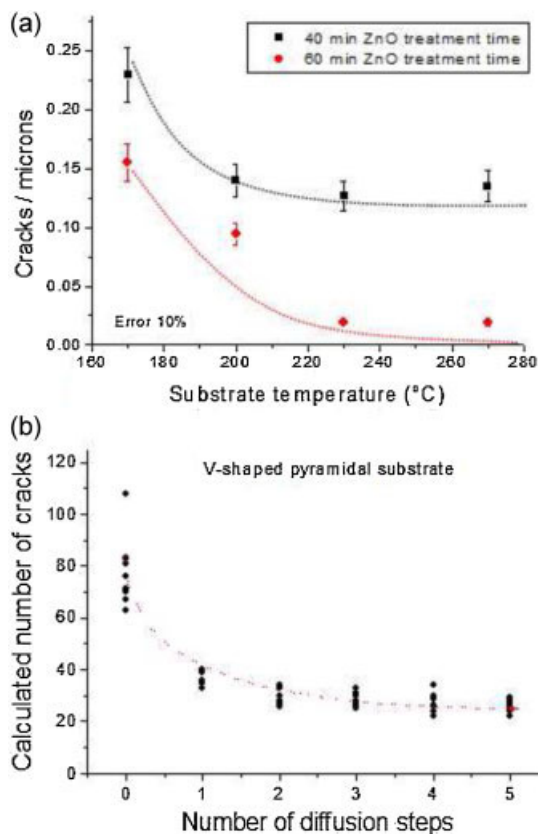 (a)
40 min ZnO treatment time
60 min ZnO treatment time
0.25
0.20
0.15
0.10
0.05
0.00
Cracks / microns
Error 10%
160 180 200 220 240 260 280
Substrate temperature (°C)
(b)
V-shaped pyramidal substrate
120
100
80
60
40
20
0
Calculated number of cracks
0 1 2 3 4 5
Number of diffusion steps